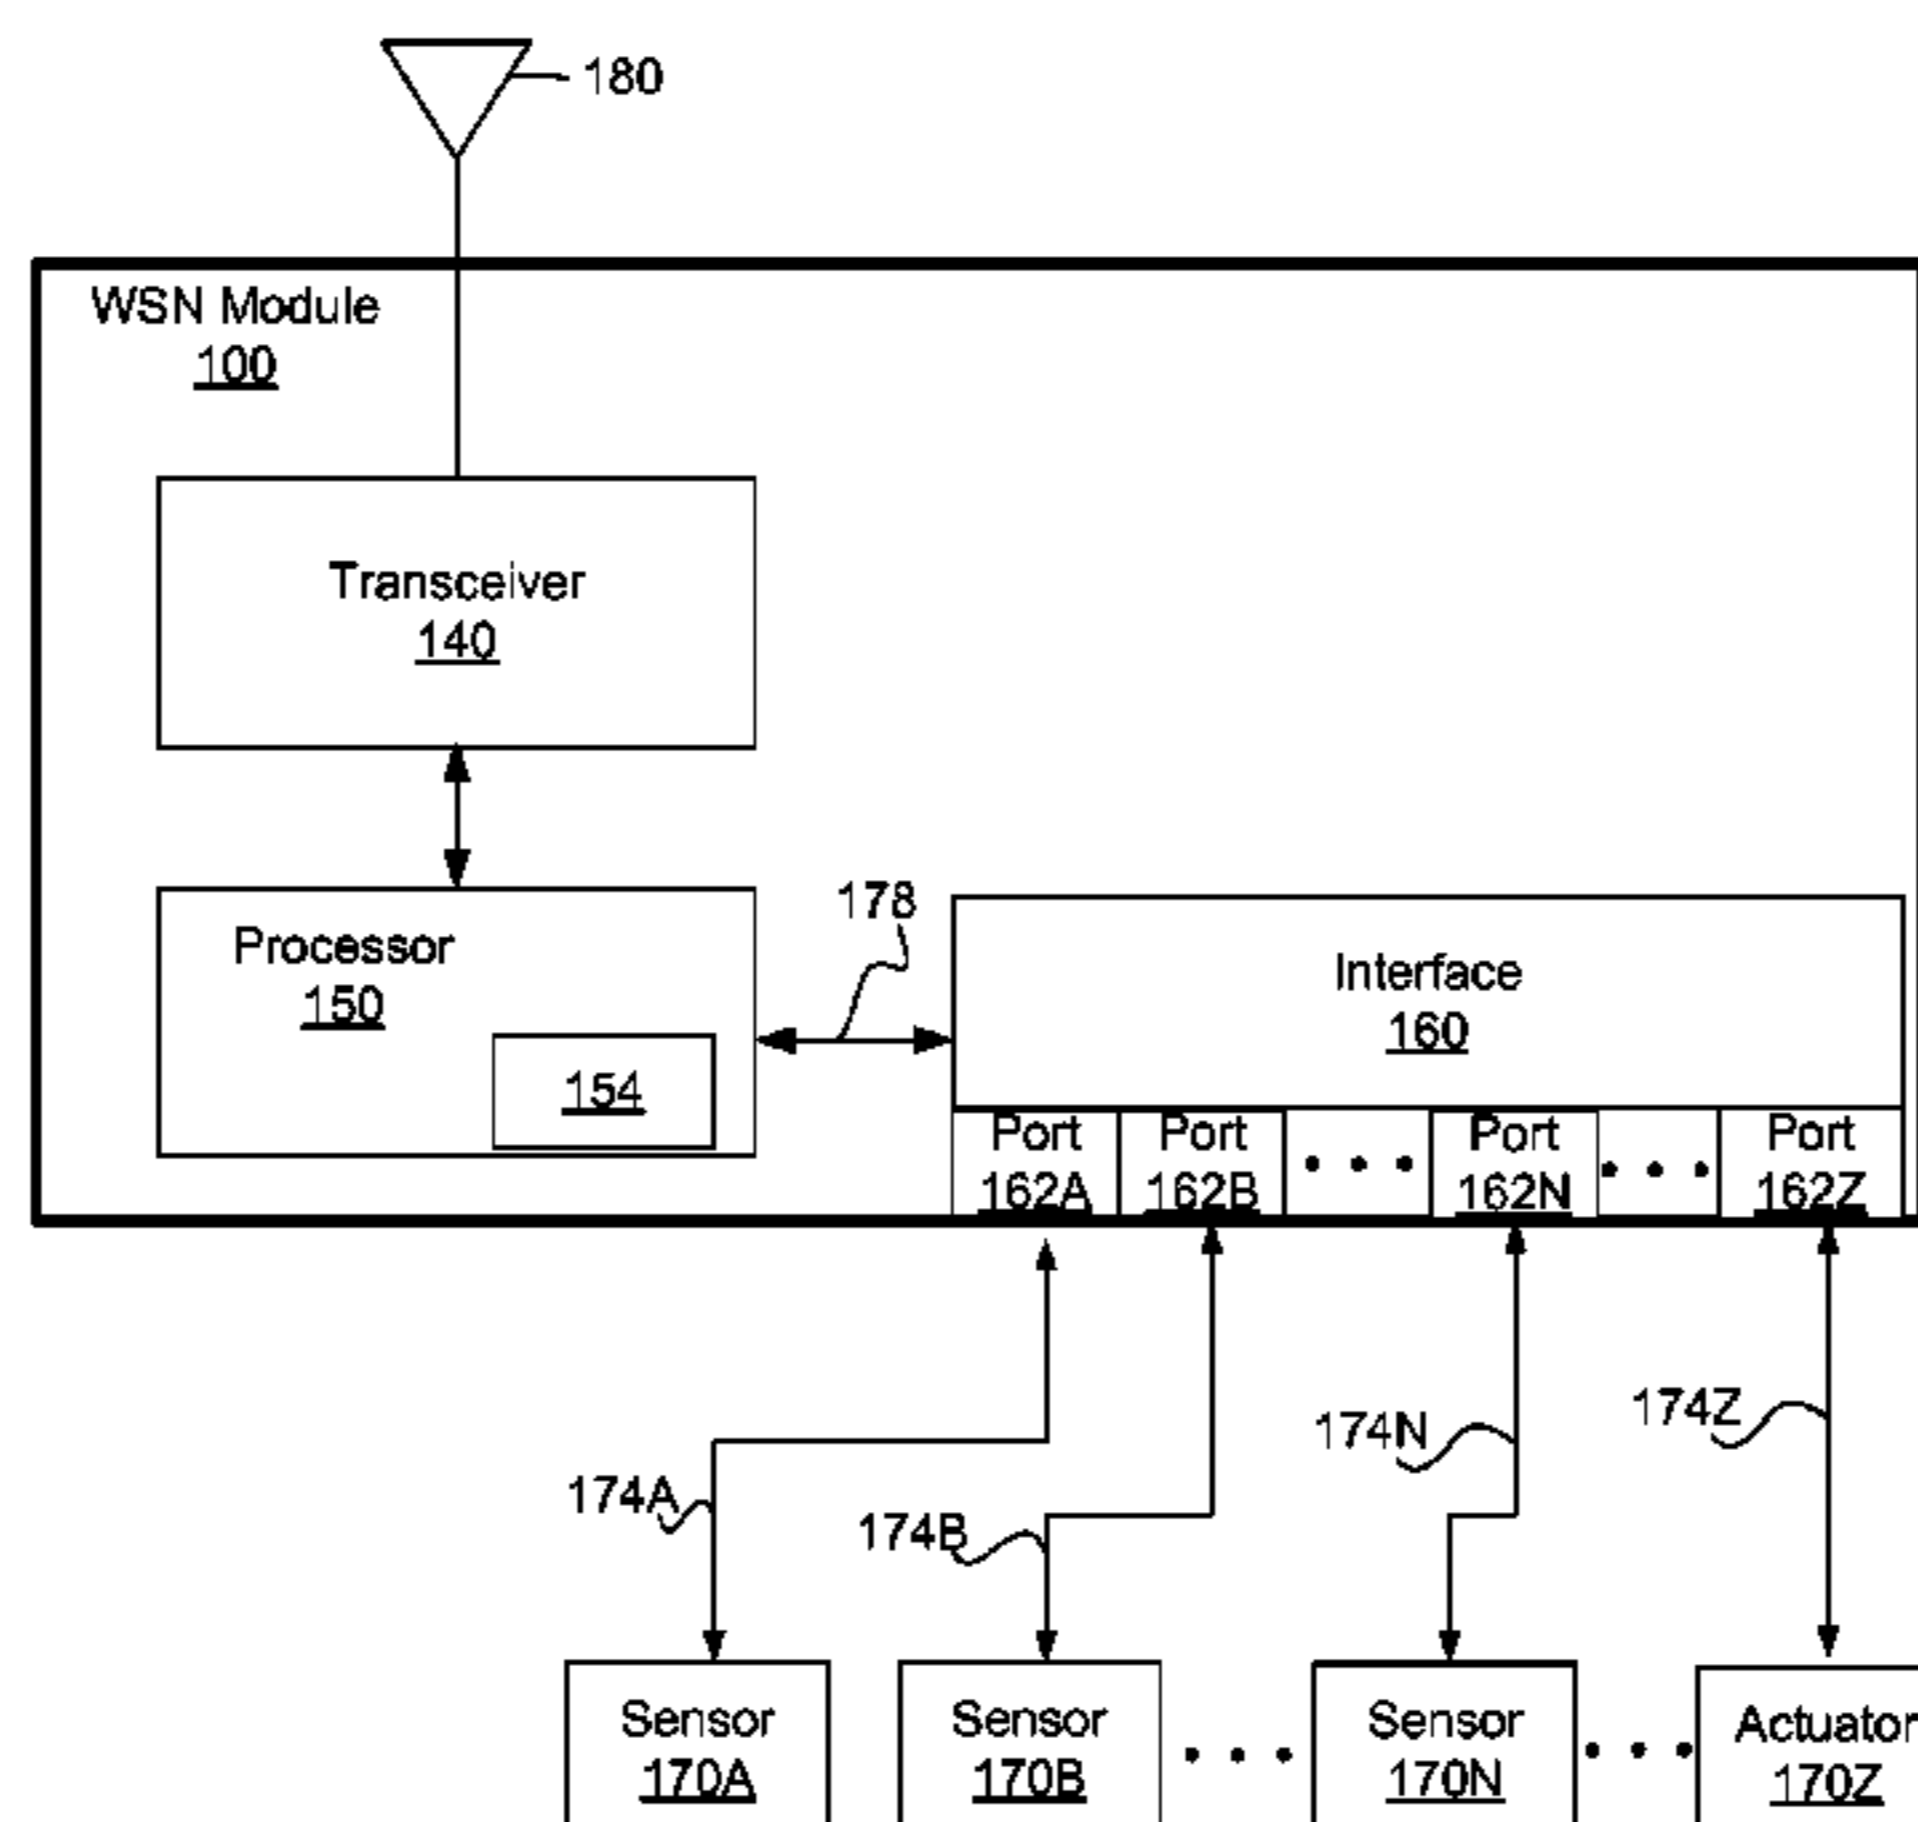 180
WSN Module
100
Transceiver
140
178
Processor
150
154
Interface
160
Port
162A
Port
162B
Port
162N
Port
162Z
174A
174B
174N
174Z
Sensor
170A
Sensor
170B
Sensor
170N
Actuator
170Z